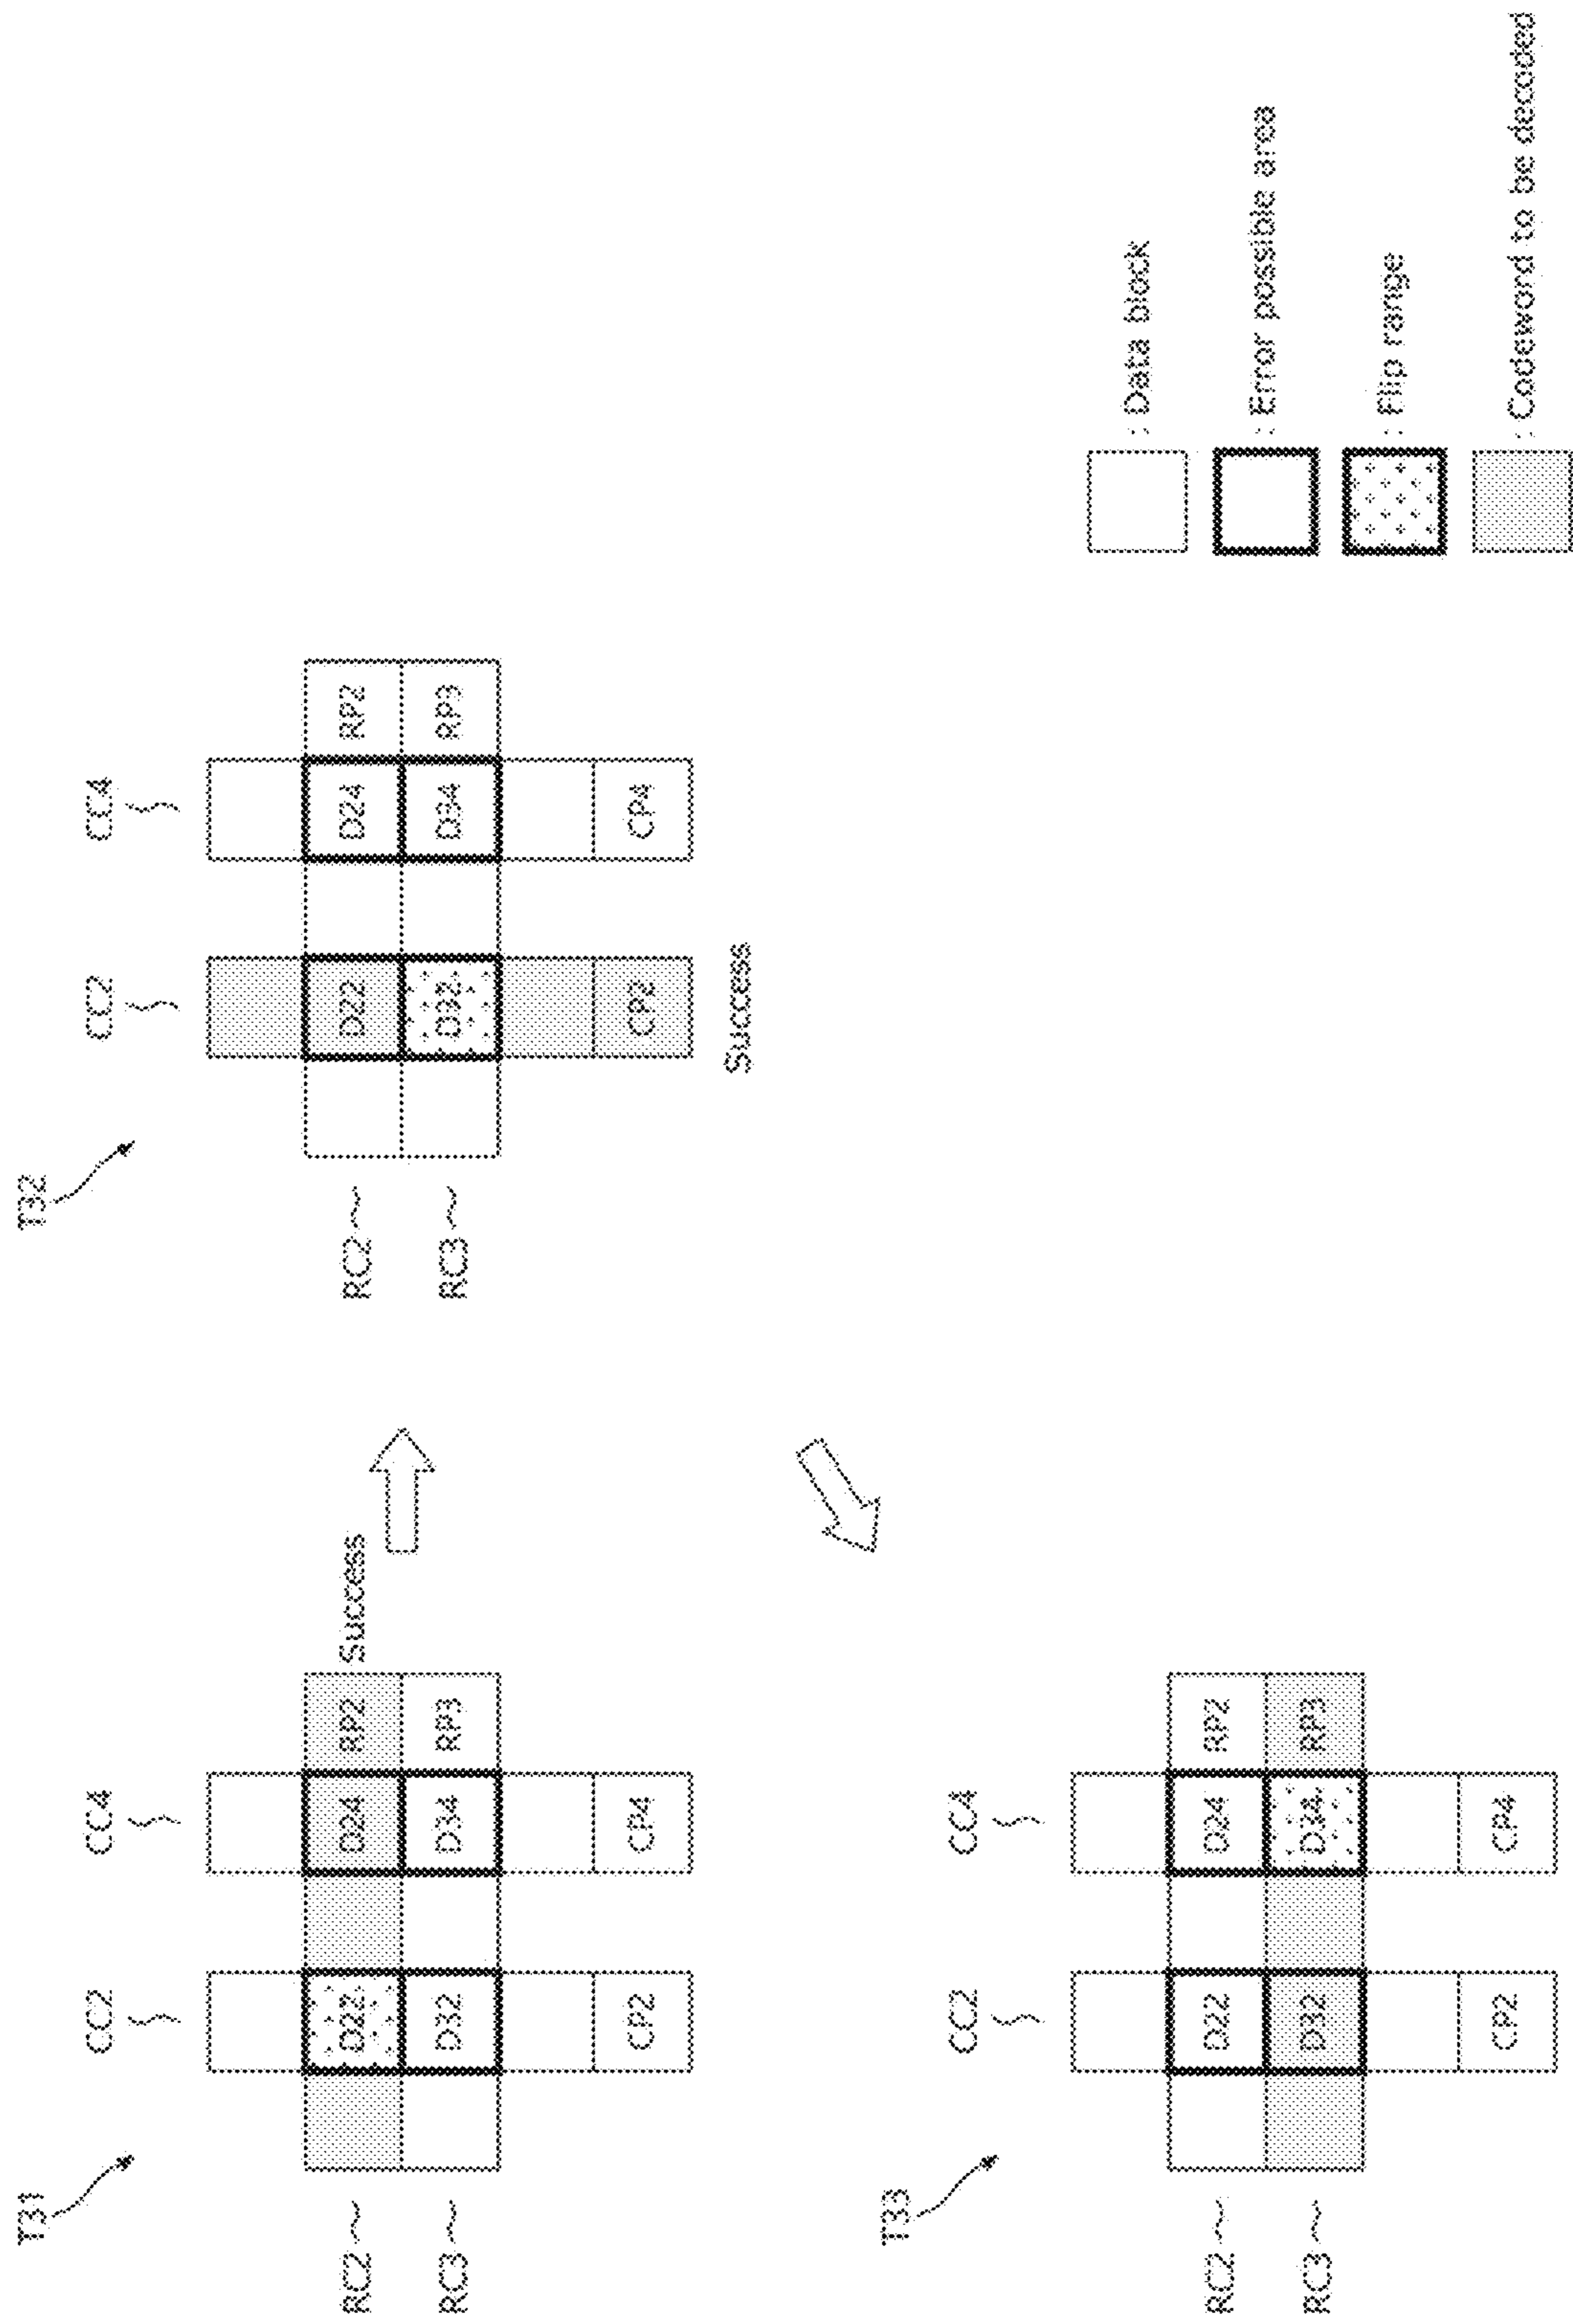 T31
CC2 CC4
RC2 D22 D24 RP2 Success
RC3 D32 D34 RP3
CP2 CP4
T32
CC2 CC4
RC2 D22 D24 RP2
RC3 D32 D34 RP3
CP2 CP4
Success
T33
CC2 CC4
RC2 D22 D24 RP2
RC3 D32 D34 RP3
CP2 CP4
: Data block
: Error possible area
: Flip range
: Codeword to be decoded